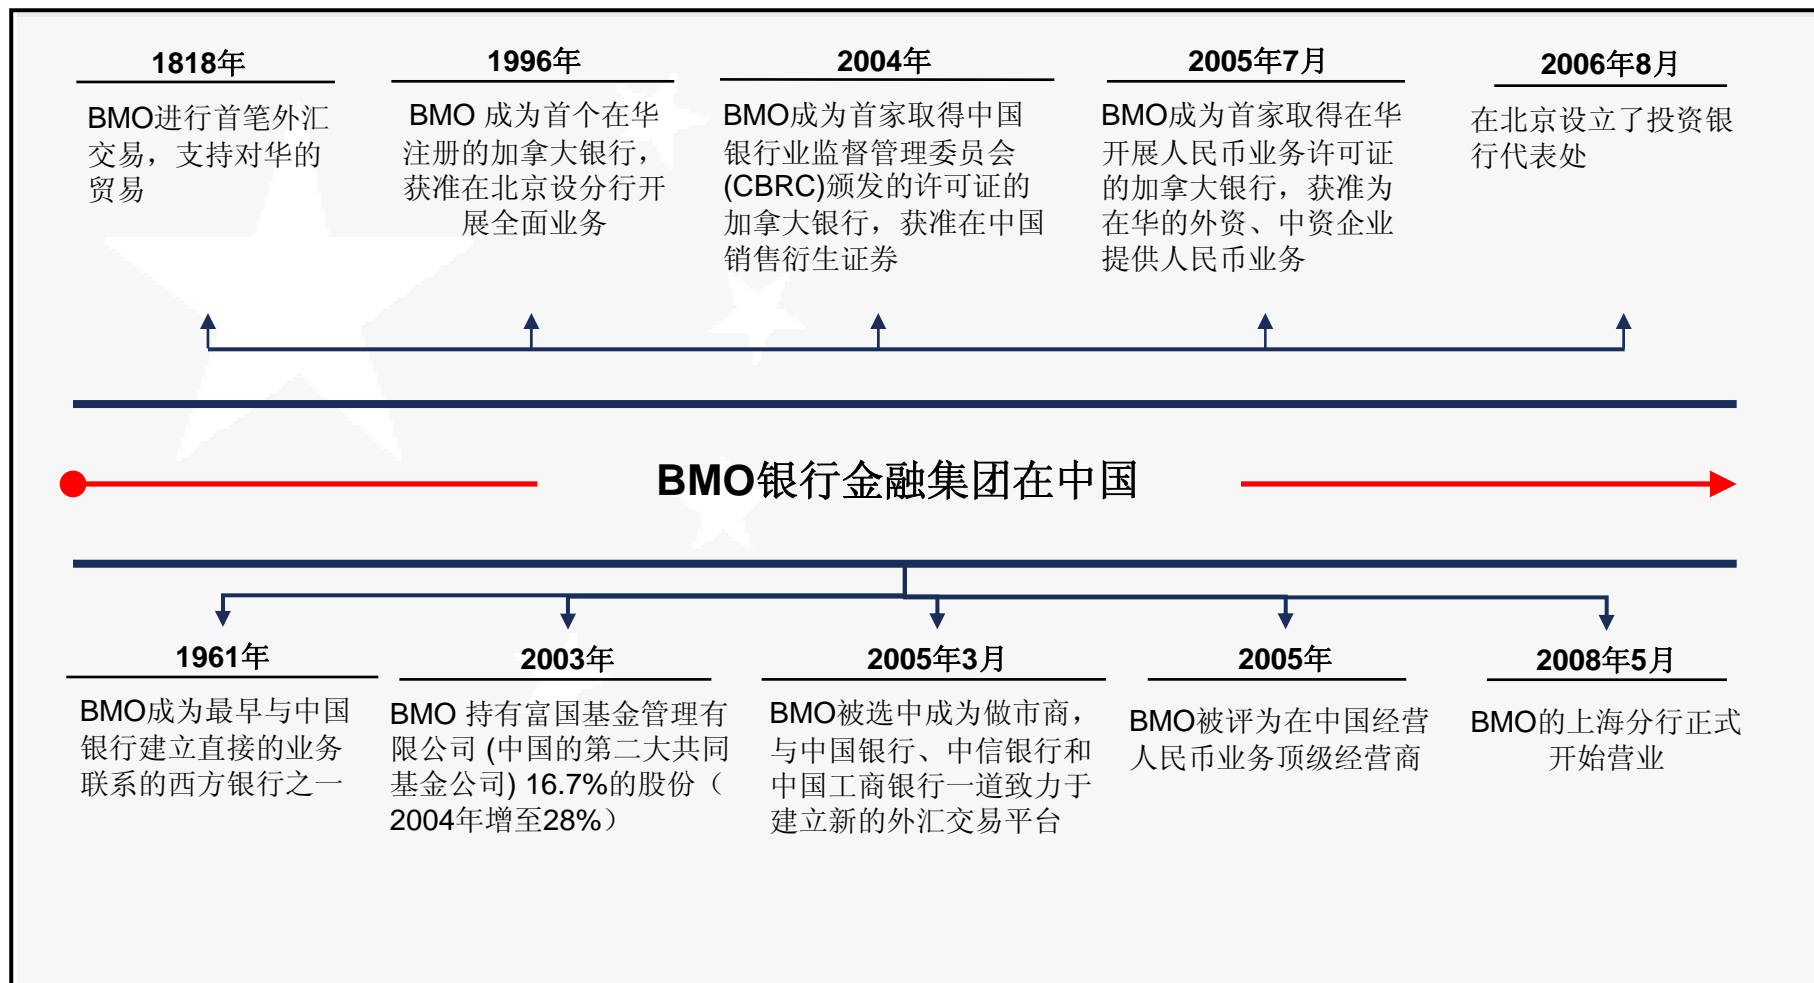 1818年
BMO进行首笔外汇
交易，支持对华的
贸易
1996年
BMO 成为首个在华
注册的加拿大银行，
获准在北京设分行开
展全面业务
2004年
BMO成为首家取得中国
银行业监督管理委员会
(CBRC)颁发的许可证的
加拿大银行，获准在中国
销售衍生证券
2005年7月
BMO成为首家取得在华
开展人民币业务许可证
的加拿大银行，获准为
在华的外资、中资企业
提供人民币业务
2006年8月
在北京设立了投资银
行代表处
BMO银行金融集团在中国
1961年
BMO成为最早与中国
银行建立直接的业务
联系的西方银行之一
2003年
BMO 持有富国基金管理有
限公司 (中国的第二大共同
基金公司) 16.7%的股份（
2004年增至28%）
2005年3月
BMO被选中成为做市商，
与中国银行、中信银行和
中国工商银行一道致力于
建立新的外汇交易平台
2005年
BMO被评为在中国经营
人民币业务顶级经营商
2008年5月
BMO的上海分行正式
开始营业